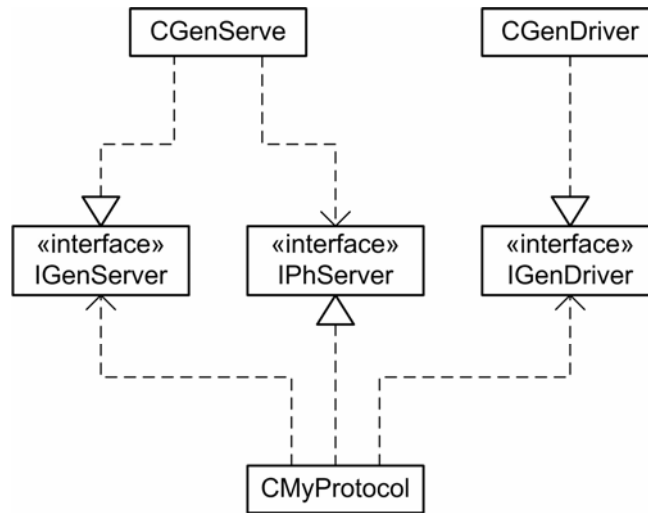 CGenServe
CGenDriver
«interface»
IGenServer
«interface»
IPhServer
«interface»
IGenDriver
CMyProtocol